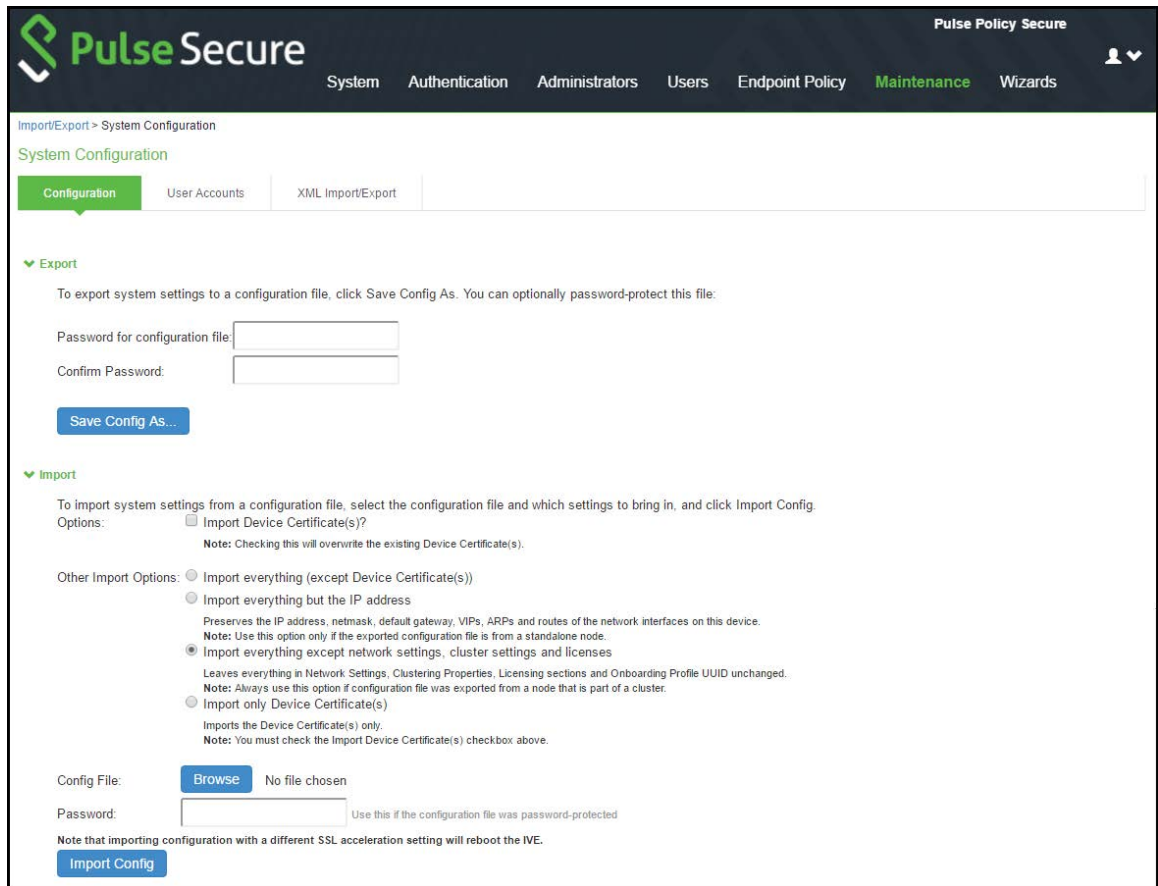 Pulse Secure
Pulse Policy Secure
System Authentication Administrators Users Endpoint Policy Maintenance Wizards
Import/Export > System Configuration
System Configuration
Configuration User Accounts XML Import/Export
Export
To export system settings to a configuration file, click Save Config As. You can optionally password-protect this file:
Password for configuration file:
Confirm Password:
Save Config As...
Import
To import system settings from a configuration file, select the configuration file and which settings to bring in, and click Import Config.
Options: Import Device Certificate(s)?
Note: Checking this will overwrite the existing Device Certificate(s).
Other Import Options: Import everything (except Device Certificate(s))
Import everything but the IP address
Preserves the IP address, netmask, default gateway, VIPs, ARPs and routes of the network interfaces on this device.
Note: Use this option only if the exported configuration file is from a standalone node.
Import everything except network settings, cluster settings and licenses
Leaves everything in Network Settings, Clustering Properties, Licensing sections and Onboarding Profile UUID unchanged.
Note: Always use this option if configuration file was exported from a node that is part of a cluster.
Import only Device Certificate(s)
Imports the Device Certificate(s) only.
Note: You must check the Import Device Certificate(s) checkbox above.
Config File: Browse No file chosen
Password: Use this if the configuration file was password-protected
Note that importing configuration with a different SSL acceleration setting will reboot the IVE.
Import Config